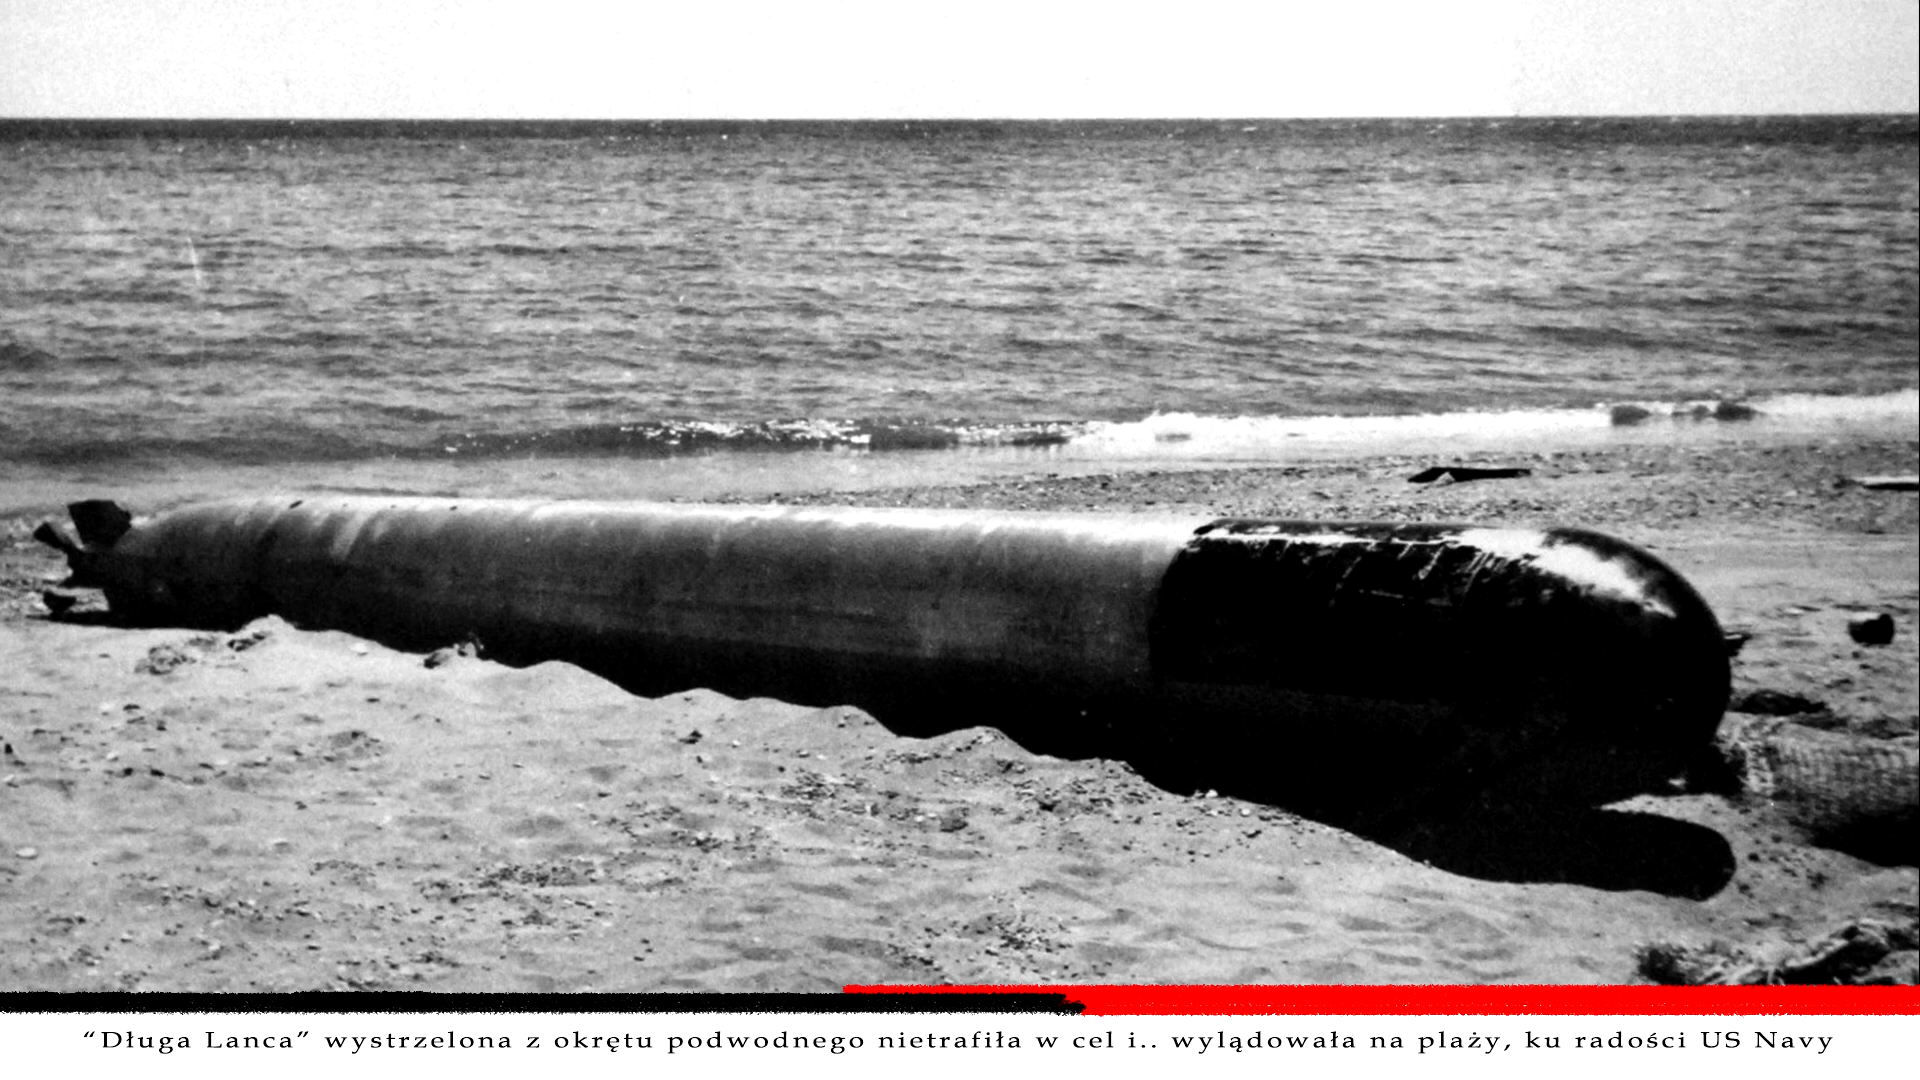 “Długa Lanca” wystrzelona z okrętu podwodnego nietrafiła w cel i.. wylądowała na plaży, ku radości US Navy